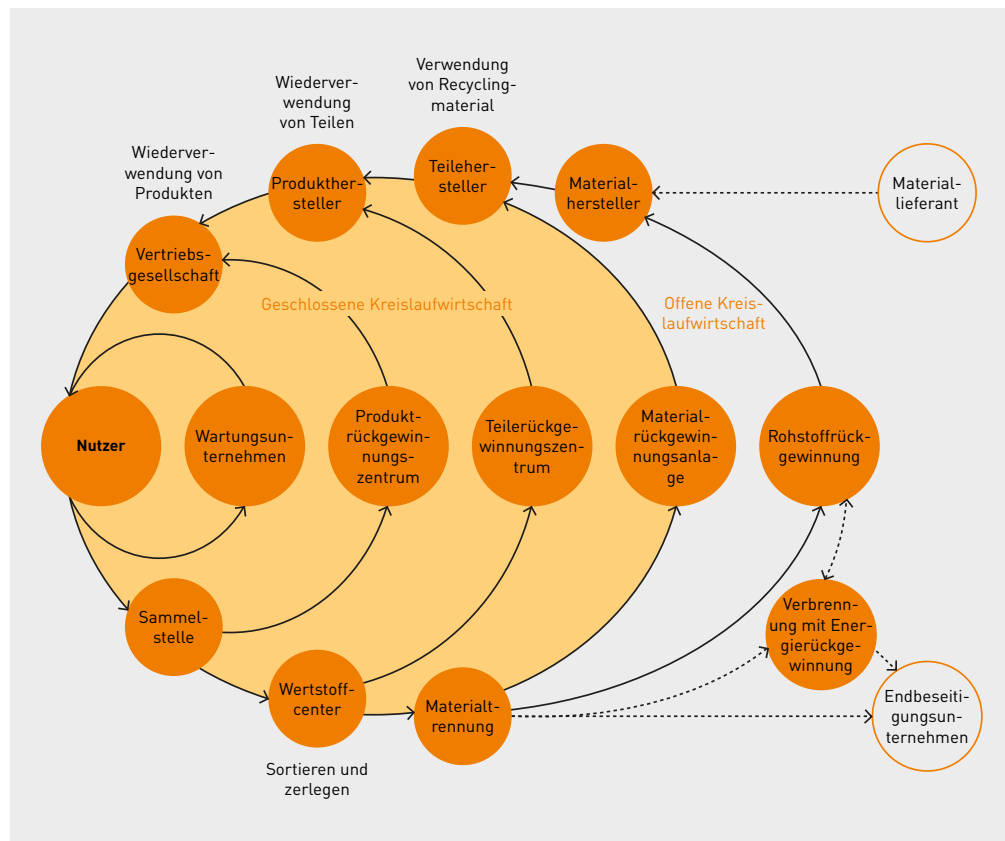 Verwendung
von Recycling-
material
Wiederver-
wendung
von Teilen
Wiederver-
wendung von
Produkten
Teileher-
steller
Produkther-
steller
Material-
hersteller
Material-
lieferant
Vertriebs-
gesellschaft
Geschlossene Kreislaufwirtschaft
Offene Kreis-
laufwirtschaft
Nutzer
Wartungsun-
ternehmen
Produkt-
rückgewin-
nungs-
zentrum
Teilerückge-
winnungszen-
trum
Material-
rückgewin-
nungsanla-
ge
Rohstoffrück-
gewinnung
Sammel-
stelle
Verbrenn-
ung mit Ener-
gierückge-
winnung
Wertstoff-
center
Materialt-
rennung
Endbeseiti-
gungsun-
ternehmen
Sortieren und
zerlegen